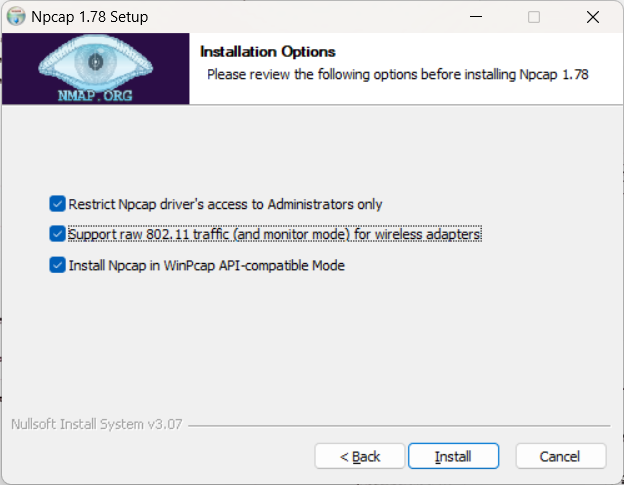 Npcap 1.78 Setup
Installation Options
Please review the following options before installing Npcap 1.78
NMAP.ORG
Restrict Npcap driver's access to Administrators only
Support raw 802.11 traffic (and monitor mode) for wireless adapters
Install Npcap in WinPcap API-compatible Mode
Nullsoft Install System v3.07
< Back
Install
Cancel